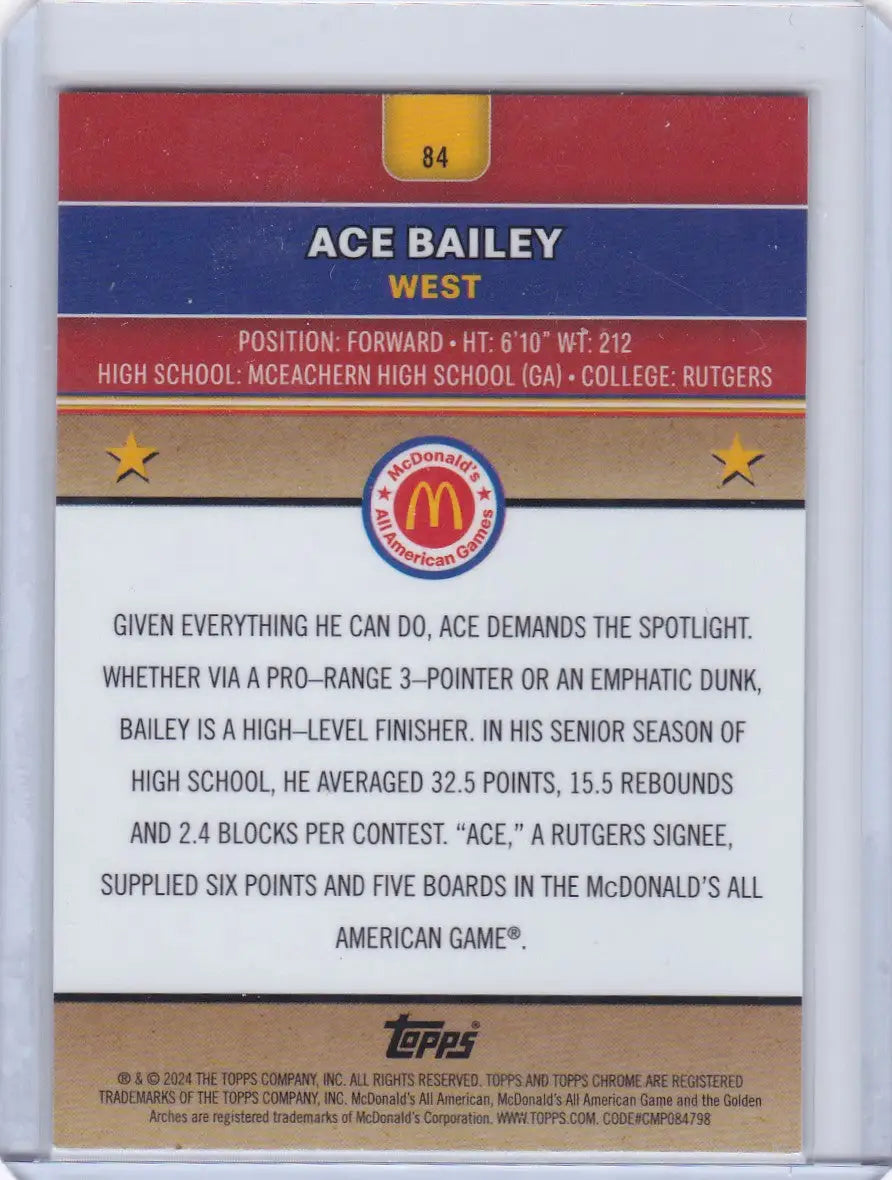 84
ACE BAILEY
WEST
POSITION: FORWARD • HT: 6'10" WT: 212
HIGH SCHOOL: MCEACHERN HIGH SCHOOL (GA) • COLLEGE: RUTGERS
McDonald's
All American Games
GIVEN EVERYTHING HE CAN DO, ACE DEMANDS THE SPOTLIGHT.
WHETHER VIA A PRO–RANGE 3–POINTER OR AN EMPHATIC DUNK,
BAILEY IS A HIGH–LEVEL FINISHER. IN HIS SENIOR SEASON OF
HIGH SCHOOL, HE AVERAGED 32.5 POINTS, 15.5 REBOUNDS
AND 2.4 BLOCKS PER CONTEST. “ACE,” A RUTGERS SIGNEE,
SUPPLIED SIX POINTS AND FIVE BOARDS IN THE McDONALD'S ALL
AMERICAN GAME®.
TOPPS®
® & © 2024 THE TOPPS COMPANY, INC. ALL RIGHTS RESERVED. TOPPS AND TOPPS CHROME ARE REGISTERED
TRADEMARKS OF THE TOPPS COMPANY, INC. McDonald's All American, McDonald's All American Game and the Golden
Arches are registered trademarks of McDonald's Corporation. WWW.TOPPS.COM. CODE#CMP084798